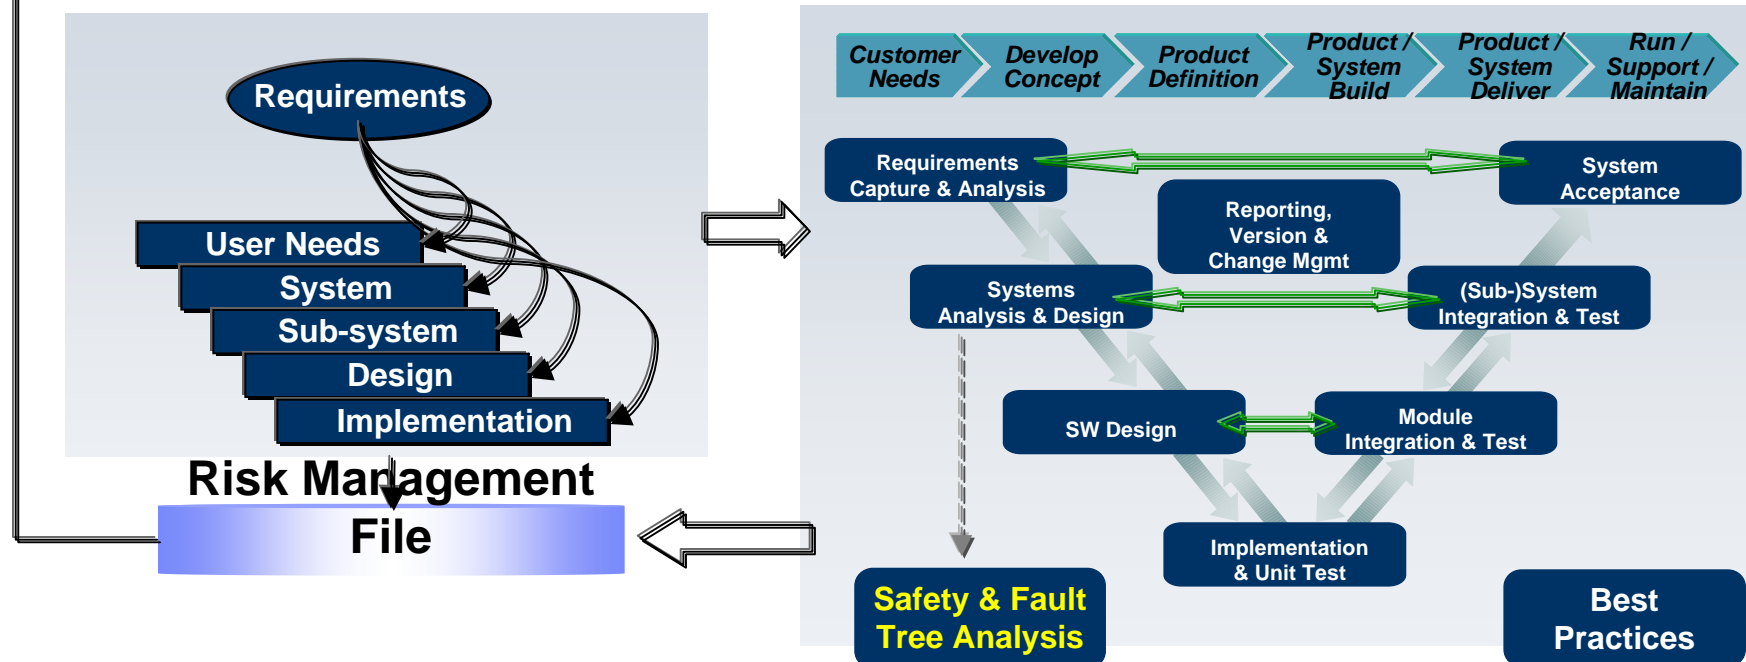 Requirements
User Needs
System
Sub-system
Design
Implementation
Risk Management
File
Customer
Needs
Develop
Concept
Product
Definition
Product /
System
Build
Product /
System
Deliver
Run /
Support /
Maintain
Requirements
Capture & Analysis
System
Acceptance
Reporting,
Version &
Change Mgmt
Systems
Analysis & Design
(Sub-)System
Integration & Test
SW Design
Module
Integration & Test
Implementation
& Unit Test
Safety & Fault
Tree Analysis
Best
Practices